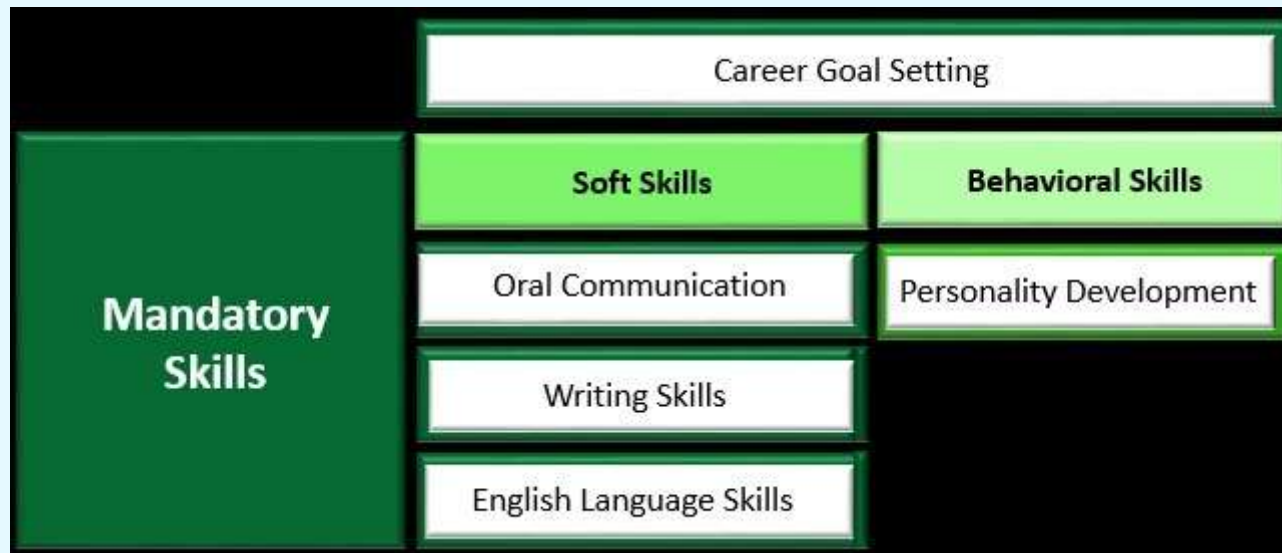 Career Goal Setting
Mandatory
Skills
Soft Skills
Behavioral Skills
Oral Communication
Personality Development
Writing Skills
English Language Skills